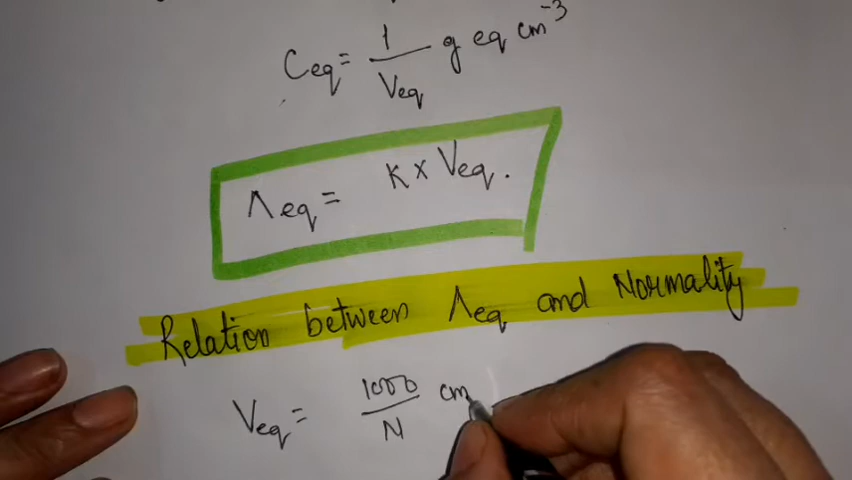 Ceq = 1/Veq g eq cm⁻³
Λeq = K × Veq.
Relation between Λeq and Normality
Veq = 1000/N cm